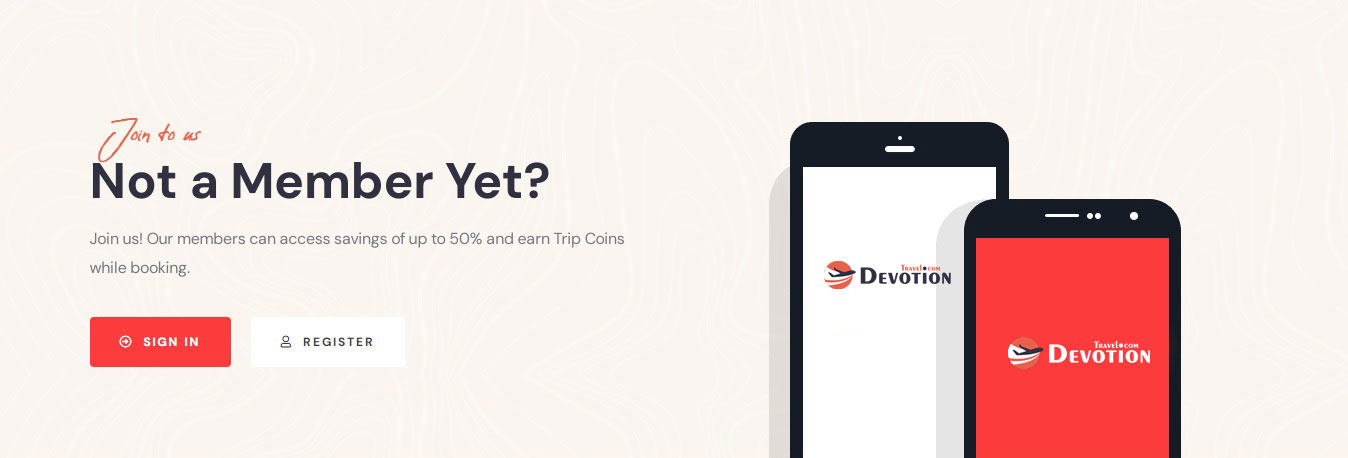 Join to us
Not a Member Yet?
Join us! Our members can access savings of up to 50% and earn Trip Coins
while booking.
SIGN IN
REGISTER
TRAVEL•COM
DEVOTION
TRAVEL•COM
DEVOTION